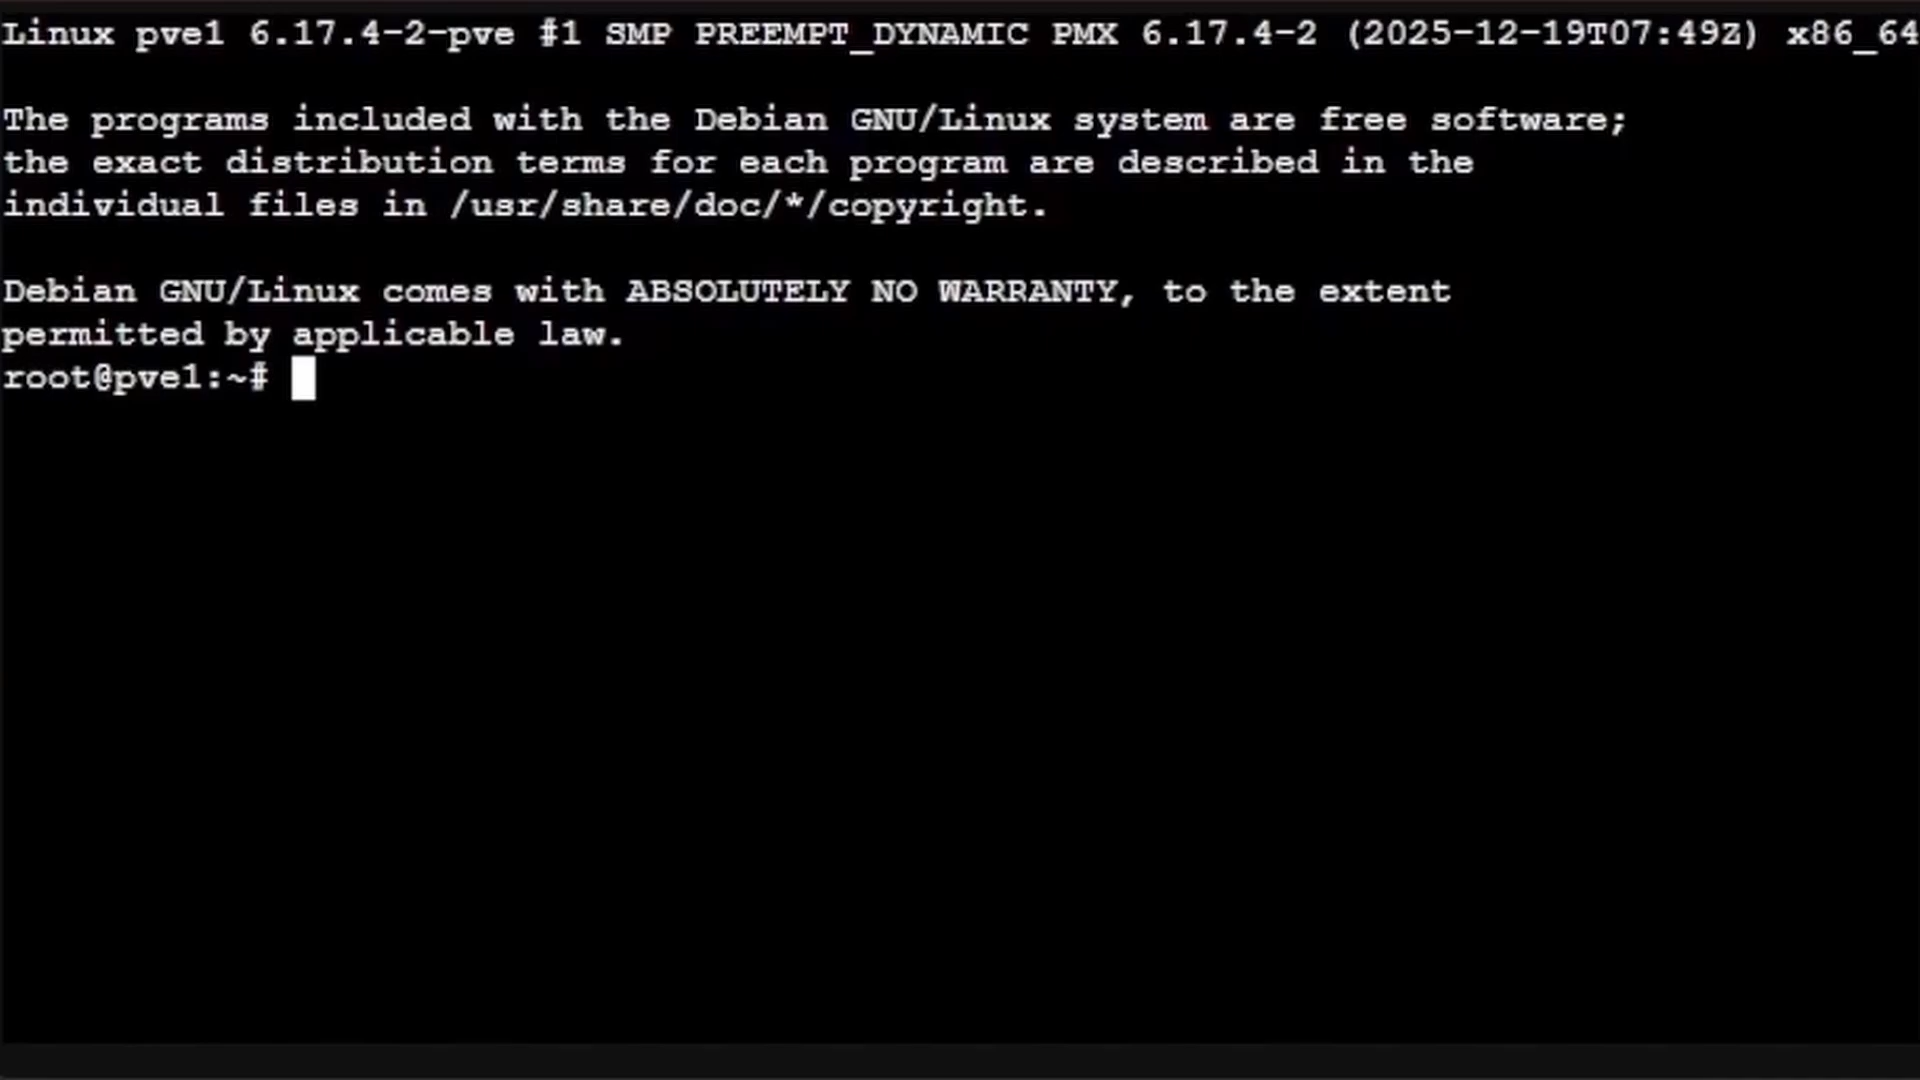 Linux pve1 6.17.4-2-pve #1 SMP PREEMPT_DYNAMIC PMX 6.17.4-2 (2025-12-19T07:49Z) x86_64
The programs included with the Debian GNU/Linux system are free software;
the exact distribution terms for each program are described in the
individual files in /usr/share/doc/*/copyright.
Debian GNU/Linux comes with ABSOLUTELY NO WARRANTY, to the extent
permitted by applicable law.
root@pve1:~#